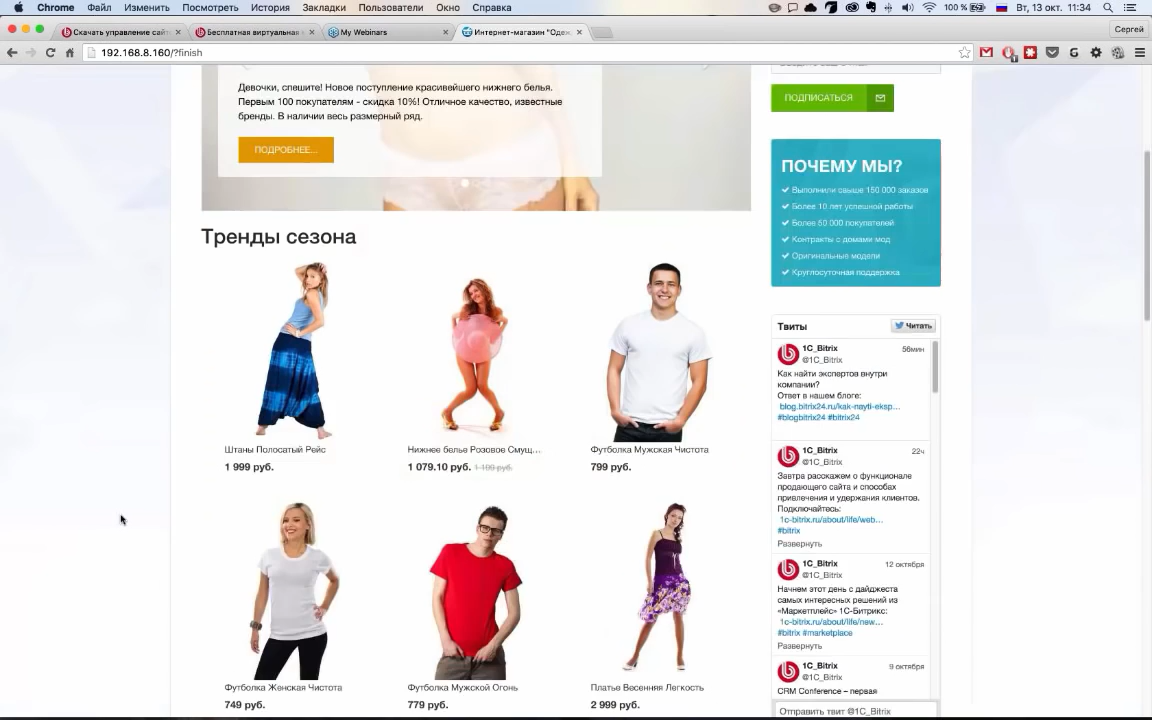 Chrome Файл Изменить Посмотреть История Закладки Пользователи Окно Справка
100 % Вт, 13 окт. 11:34
Скачать управление сайт
Бесплатная виртуальная
My Webinars
Интернет-магазин "Одеж
Сергей
192.168.8.160/?finish
Девочки, спешите! Новое поступление красивейшего нижнего белья.
Первым 100 покупателям - скидка 10%! Отличное качество, известные
бренды. В наличии весь размерный ряд.
ПОДРОБНЕЕ...
Тренды сезона
Штаны Полосатый Рейс
1 999 руб.
Нижнее белье Розовое Смущ...
1 079.10 руб. 1 199 руб.
Футболка Мужская Чистота
799 руб.
Футболка Женская Чистота
749 руб.
Футболка Мужской Огонь
779 руб.
Платье Весенняя Легкость
2 999 руб.
ПОДПИСАТЬСЯ
ПОЧЕМУ МЫ?
Выполнили свыше 150 000 заказов
Более 10 лет успешной работы
Более 50 000 покупателей
Контракты с домами мод
Оригинальные модели
Круглосуточная поддержка
Твиты
Читать
1C_Bitrix 56мин
@1C_Bitrix
Как найти экспертов внутри
компании?
Ответ в нашем блоге:
blog.bitrix24.ru/kak-nayti-eksp...
#blogbitrix24 #bitrix24
1C_Bitrix 22ч
@1C_Bitrix
Завтра расскажем о функционале
продающего сайта и способах
привлечения и удержания клиентов.
Подключайтесь:
1c-bitrix.ru/about/life/web...
#bitrix
Развернуть
1C_Bitrix 12 октября
@1C_Bitrix
Начнем этот день с дайджеста
самых интересных решений из
«Маркетплейс» 1С-Битрикс:
1c-bitrix.ru/about/life/new...
#bitrix #marketplace
Развернуть
1C_Bitrix 9 октября
@1C_Bitrix
CRM Conference – первая
Отправить твит @1C_Bitrix